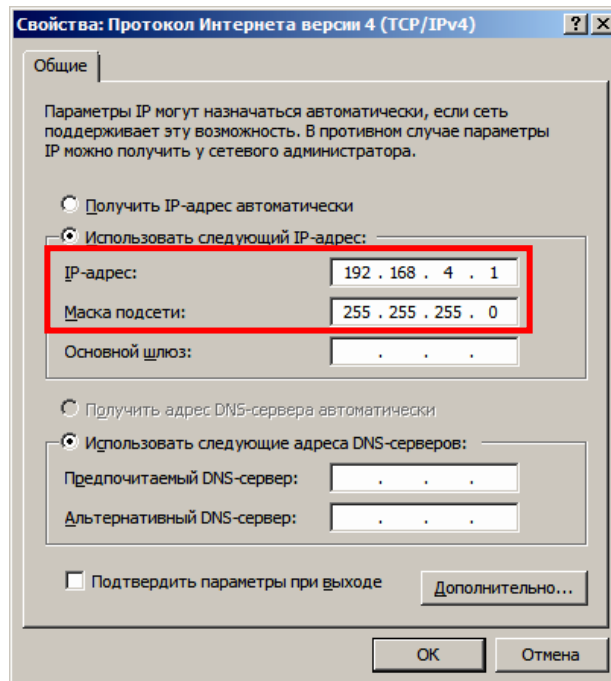 Свойства: Протокол Интернета версии 4 (TCP/IPv4)
Общие
Параметры IP могут назначаться автоматически, если сеть
поддерживает эту возможность. В противном случае параметры
IP можно получить у сетевого администратора.
Получить IP-адрес автоматически
Использовать следующий IP-адрес:
IP-адрес: 192 . 168 . 4 . 1
Маска подсети: 255 . 255 . 255 . 0
Основной шлюз: . . .
Получить адрес DNS-сервера автоматически
Использовать следующие адреса DNS-серверов:
Предпочитаемый DNS-сервер: . . .
Альтернативный DNS-сервер: . . .
Подтвердить параметры при выходе
Дополнительно...
ОК Отмена